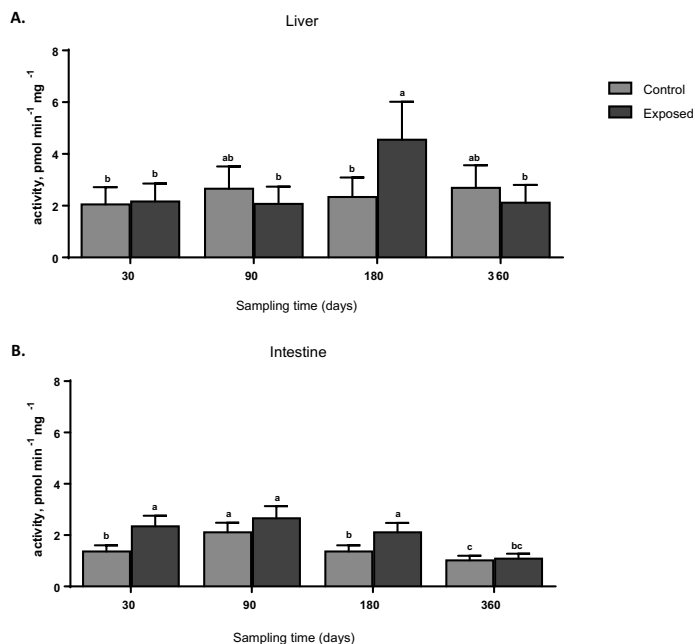 A.
Liver
activity, pmol min⁻¹ mg ⁻¹
8
6
4
2
0
b
b
ab
b
b
a
ab
b
30
90
180
360
Sampling time (days)
Control
Exposed
B.
Intestine
activity, pmol min⁻¹ mg ⁻¹
8
6
4
2
0
b
a
a
a
b
a
c
bc
30
90
180
360
Sampling time (days)